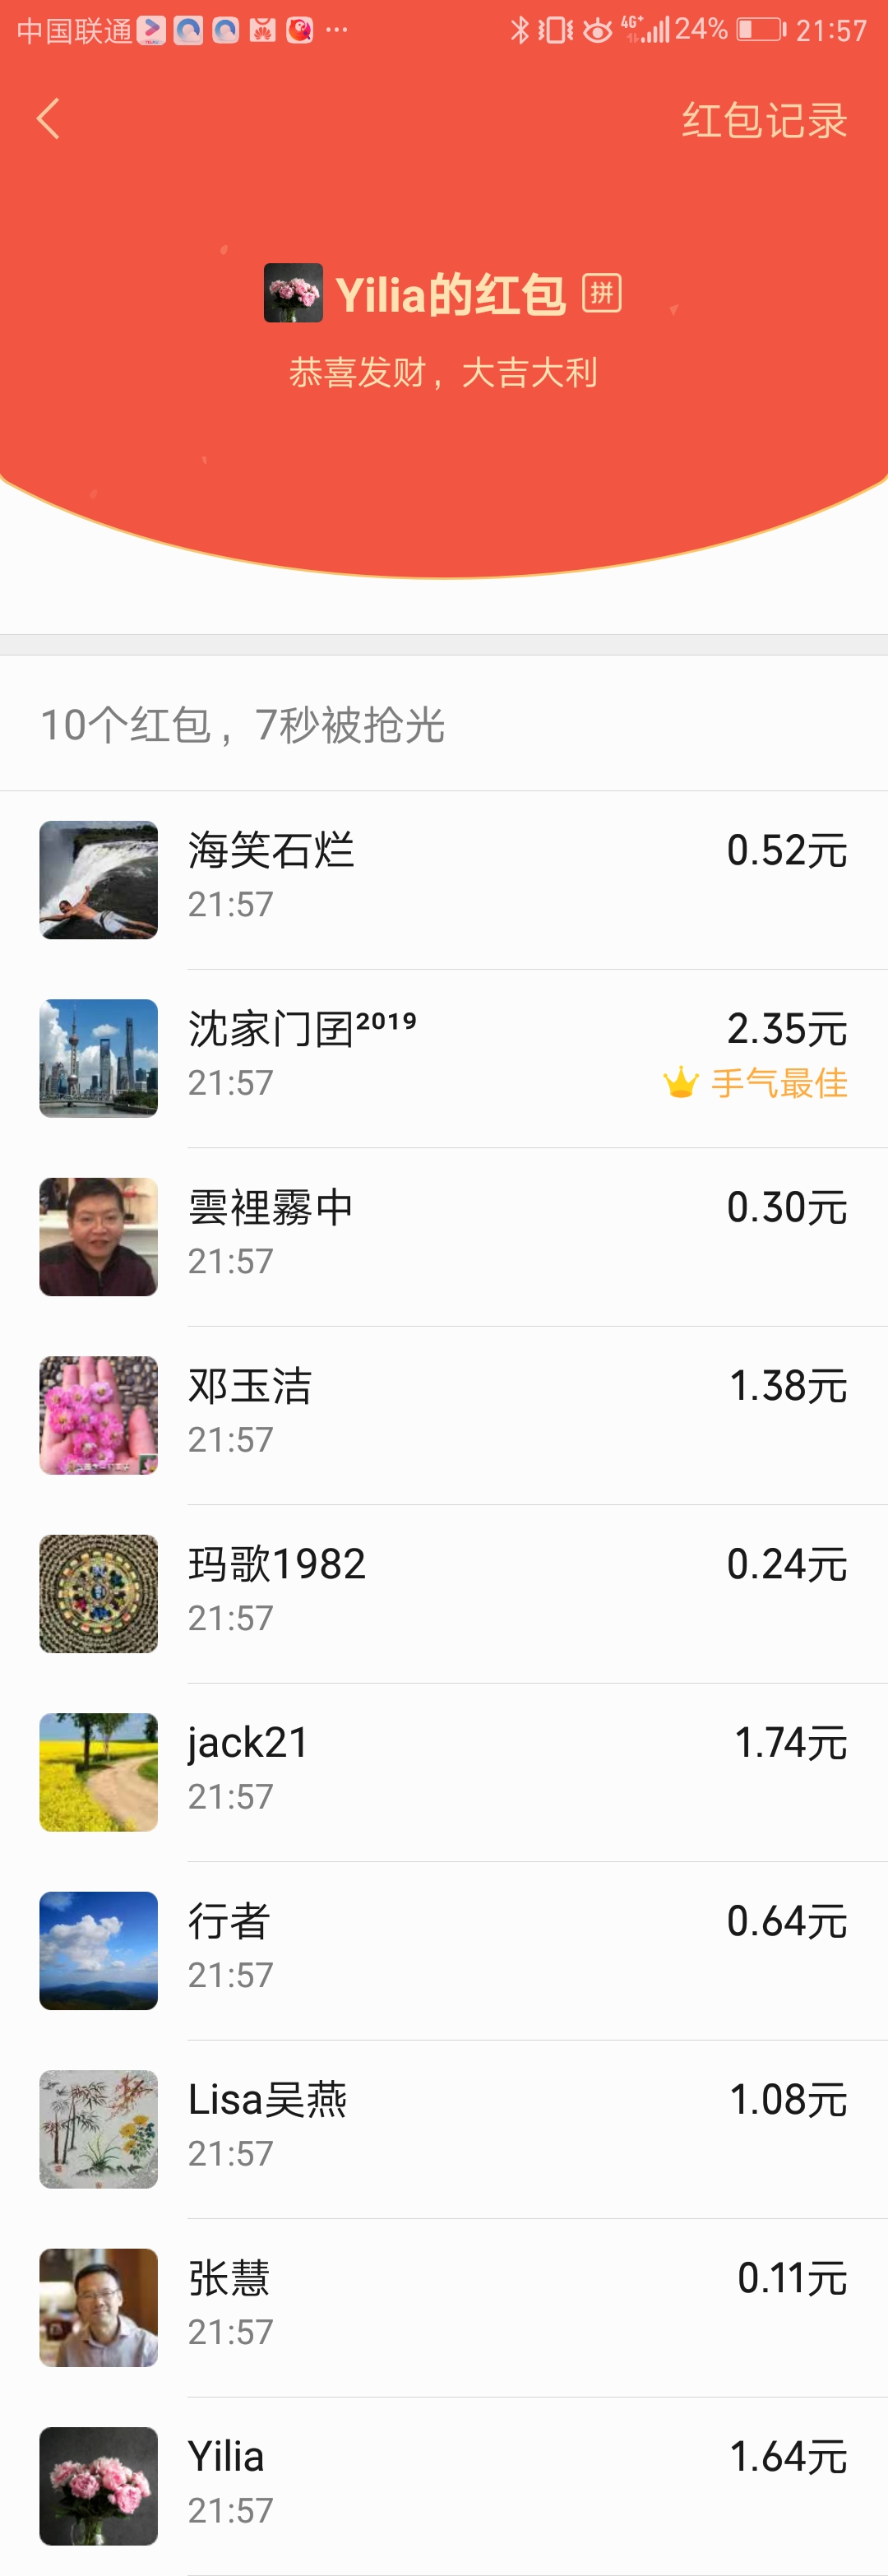 中国联通 ... 4G+ 24% 21:57
红包记录
Yilia的红包 拼
恭喜发财，大吉大利
10个红包，7秒被抢光
海笑石烂 0.52元
21:57
沈家门囝²⁰¹⁹ 2.35元
21:57 手气最佳
雲裡霧中 0.30元
21:57
邓玉洁 1.38元
21:57
玛歌1982 0.24元
21:57
jack21 1.74元
21:57
行者 0.64元
21:57
Lisa吴燕 1.08元
21:57
张慧 0.11元
21:57
Yilia 1.64元
21:57